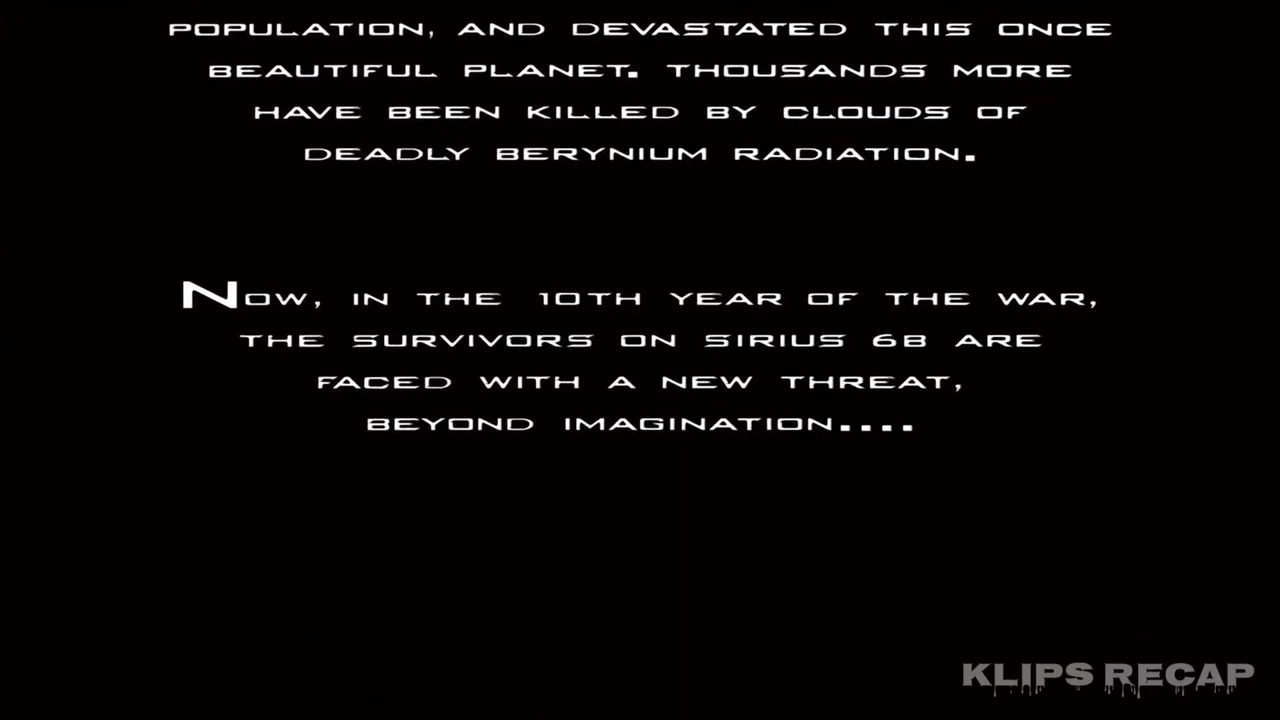 POPULATION, AND DEVASTATED THIS ONCE
BEAUTIFUL PLANET. THOUSANDS MORE
HAVE BEEN KILLED BY CLOUDS OF
DEADLY BERYNIUM RADIATION.
NOW, IN THE 10TH YEAR OF THE WAR,
THE SURVIVORS ON SIRIUS 6B ARE
FACED WITH A NEW THREAT,
BEYOND IMAGINATION....
KLIPS RECAP